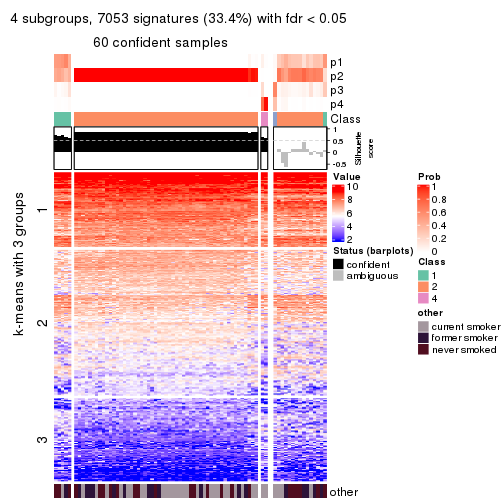 4 subgroups, 7053 signatures (33.4%) with fdr < 0.05
60 confident samples
p1
p2
p3
p4
Class
1
0.5
0
-0.5
Silhouette
score
k-means with 3 groups
1
2
3
other
Value
10
8
6
4
2
Status (barplots)
confident
ambiguous
Prob
1
0.8
0.6
0.4
0.2
0
Class
1
2
4
other
current smoker
former smoker
never smoked